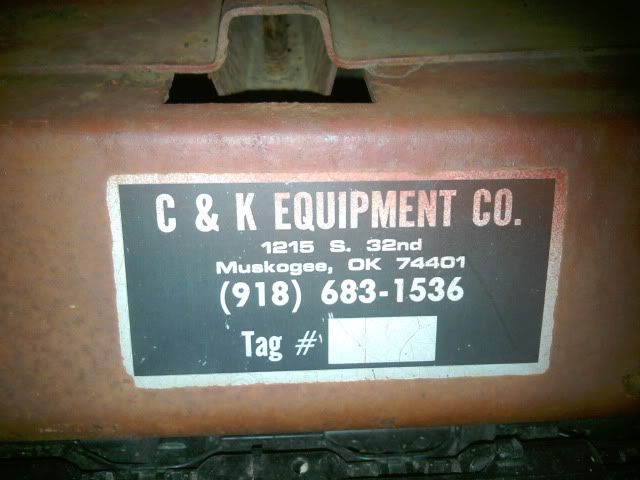 C & K EQUIPMENT CO.
1215 S. 32nd
Muskogee, OK 74401
(918) 683-1536
Tag #